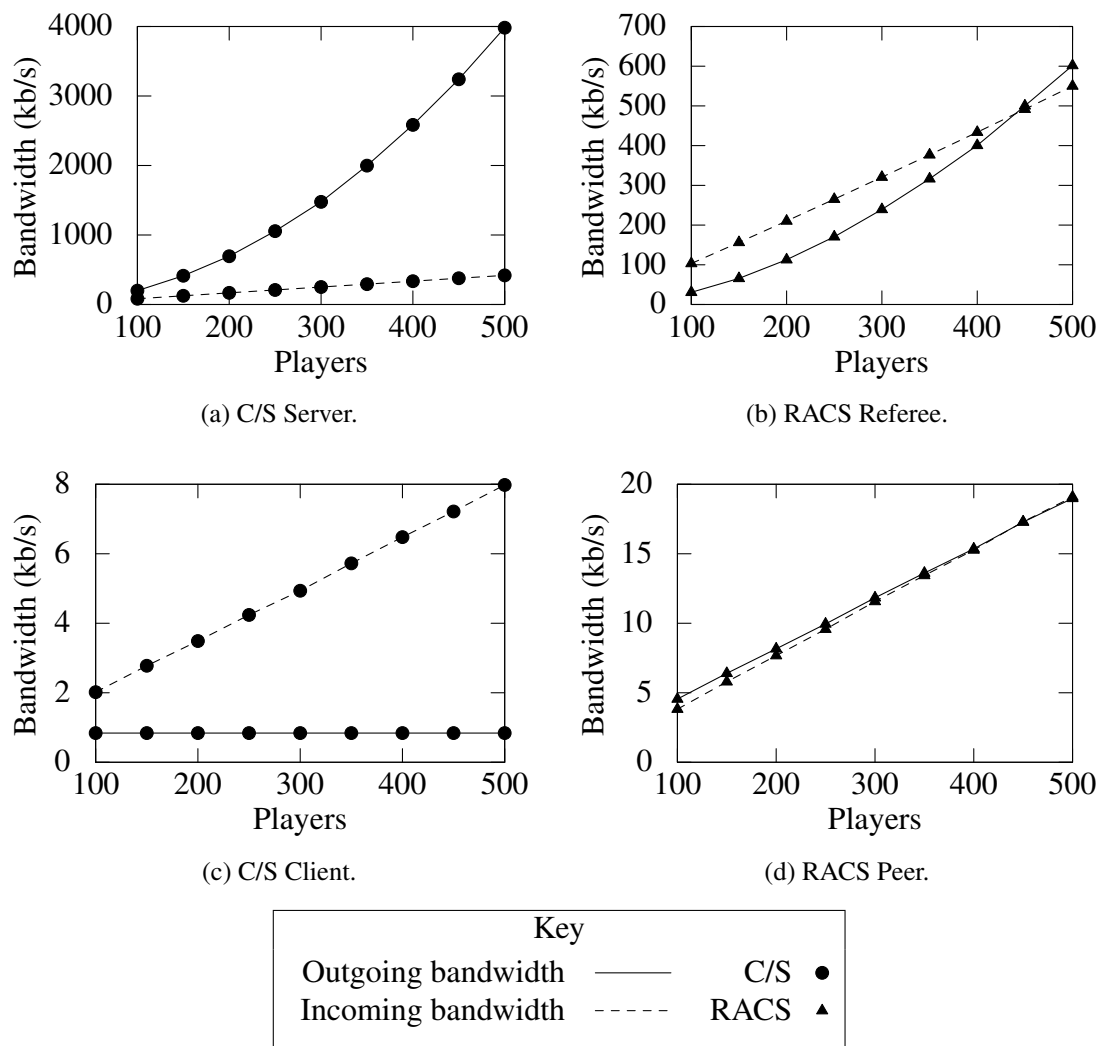 4000
3000
2000
1000
0
Bandwidth (kb/s)
100 200 300 400 500
Players
(a) C/S Server.
700
600
500
400
300
200
100
0
Bandwidth (kb/s)
100 200 300 400 500
Players
(b) RACS Referee.
8
6
4
2
0
Bandwidth (kb/s)
100 200 300 400 500
Players
(c) C/S Client.
20
15
10
5
0
Bandwidth (kb/s)
100 200 300 400 500
Players
(d) RACS Peer.
Key
Outgoing bandwidth C/S
Incoming bandwidth RACS